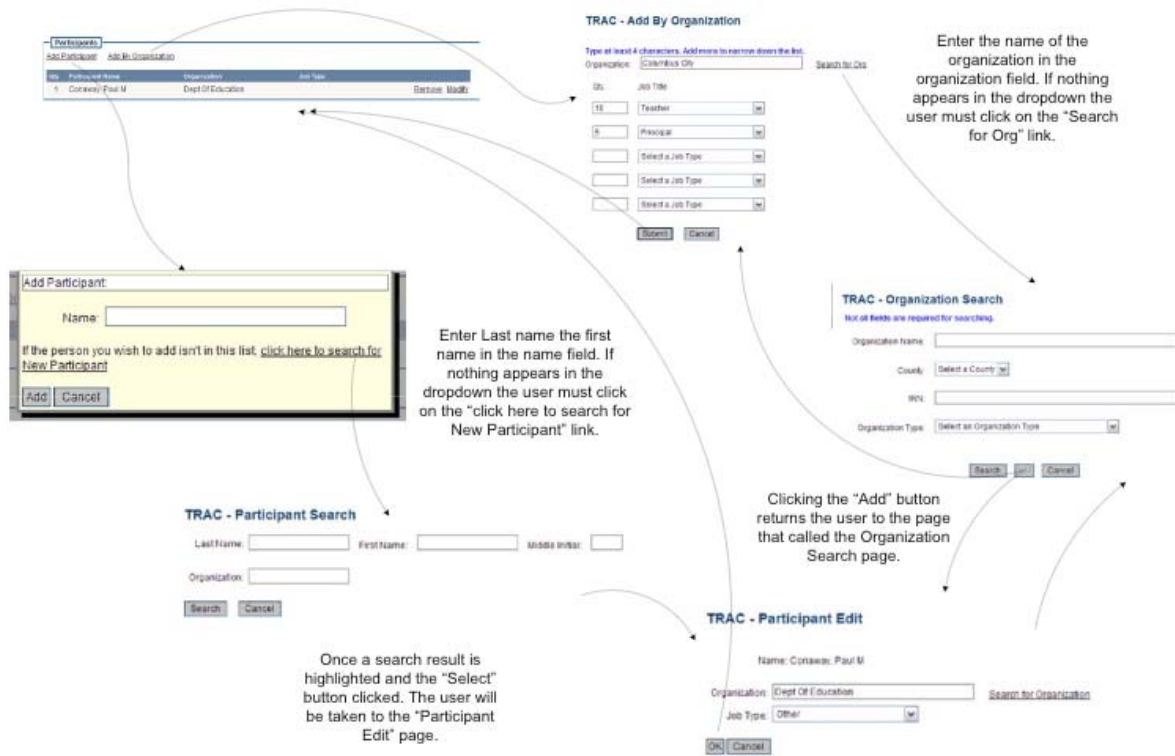 Participants
Add Participant Add By Organization
Qty Participant Name Organization Job Type
1 Conaway, Paul M Dept Of Education Remove Modify
TRAC - Add By Organization
Type at least 4 characters. Add more to narrow down the list.
Organization: Columbus City Search for Org
Qty Job Title
10 Teacher
5 Principal
Select a Job Type
Select a Job Type
Select a Job Type
Submit Cancel
Enter the name of the
organization in the
organization field. If nothing
appears in the dropdown the
user must click on the “Search
for Org” link.
Add Participant:
Name:
If the person you wish to add isn't in this list, click here to search for
New Participant
Add Cancel
Enter Last name the first
name in the name field. If
nothing appears in the
dropdown the user must click
on the “click here to search for
New Participant” link.
TRAC - Organization Search
Not all fields are required for searching.
Organization Name:
County: Select a County
IRN:
Organization Type: Select an Organization Type
Search Cancel
Clicking the “Add” button
returns the user to the page
that called the Organization
Search page.
TRAC - Participant Search
Last Name: First Name: Middle Initial:
Organization:
Search Cancel
Once a search result is
highlighted and the “Select”
button clicked. The user will
be taken to the “Participant
Edit” page.
TRAC - Participant Edit
Name: Conaway, Paul M
Organization: Dept Of Education Search for Organization
Job Type: Other
OK Cancel